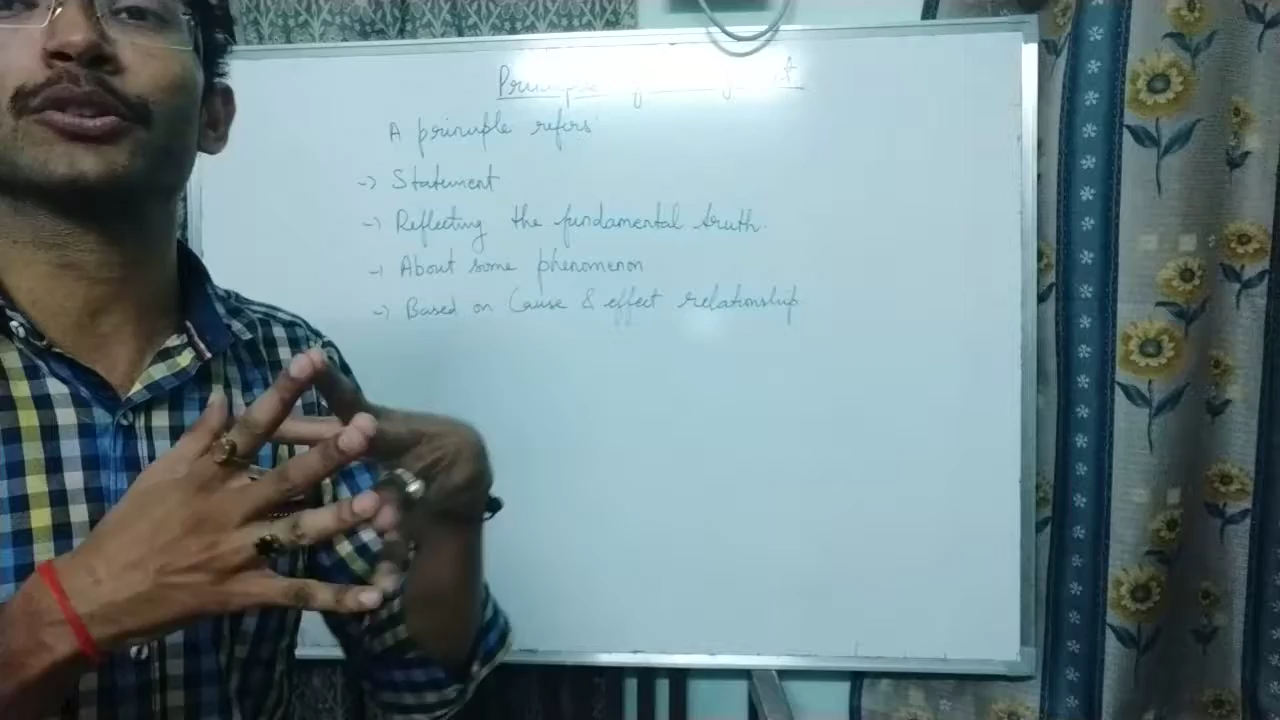 A principle refers
-> Statement
-> Reflecting the fundamental truth.
-> About some phenomenon
-> Based on Cause & effect relationship